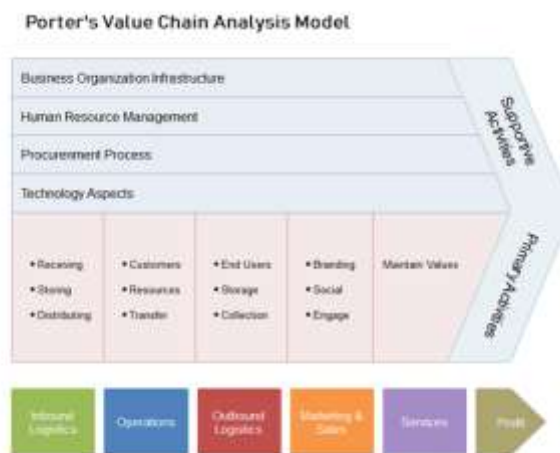 Porter's Value Chain Analysis Model
Business Organization Infrastructure
Human Resource Management
Procurenment Process
Technology Aspects
Supportive
Activities
• Receiving
• Storing
• Distributing
• Customers
• Resources
• Transfer
• End Users
• Storage
• Collection
• Branding
• Social
• Engage
Maintain Values
Primary Activities
Inbound
Logistics
Operations
Outbound
Logistics
Marketing &
Sales
Services
Profit